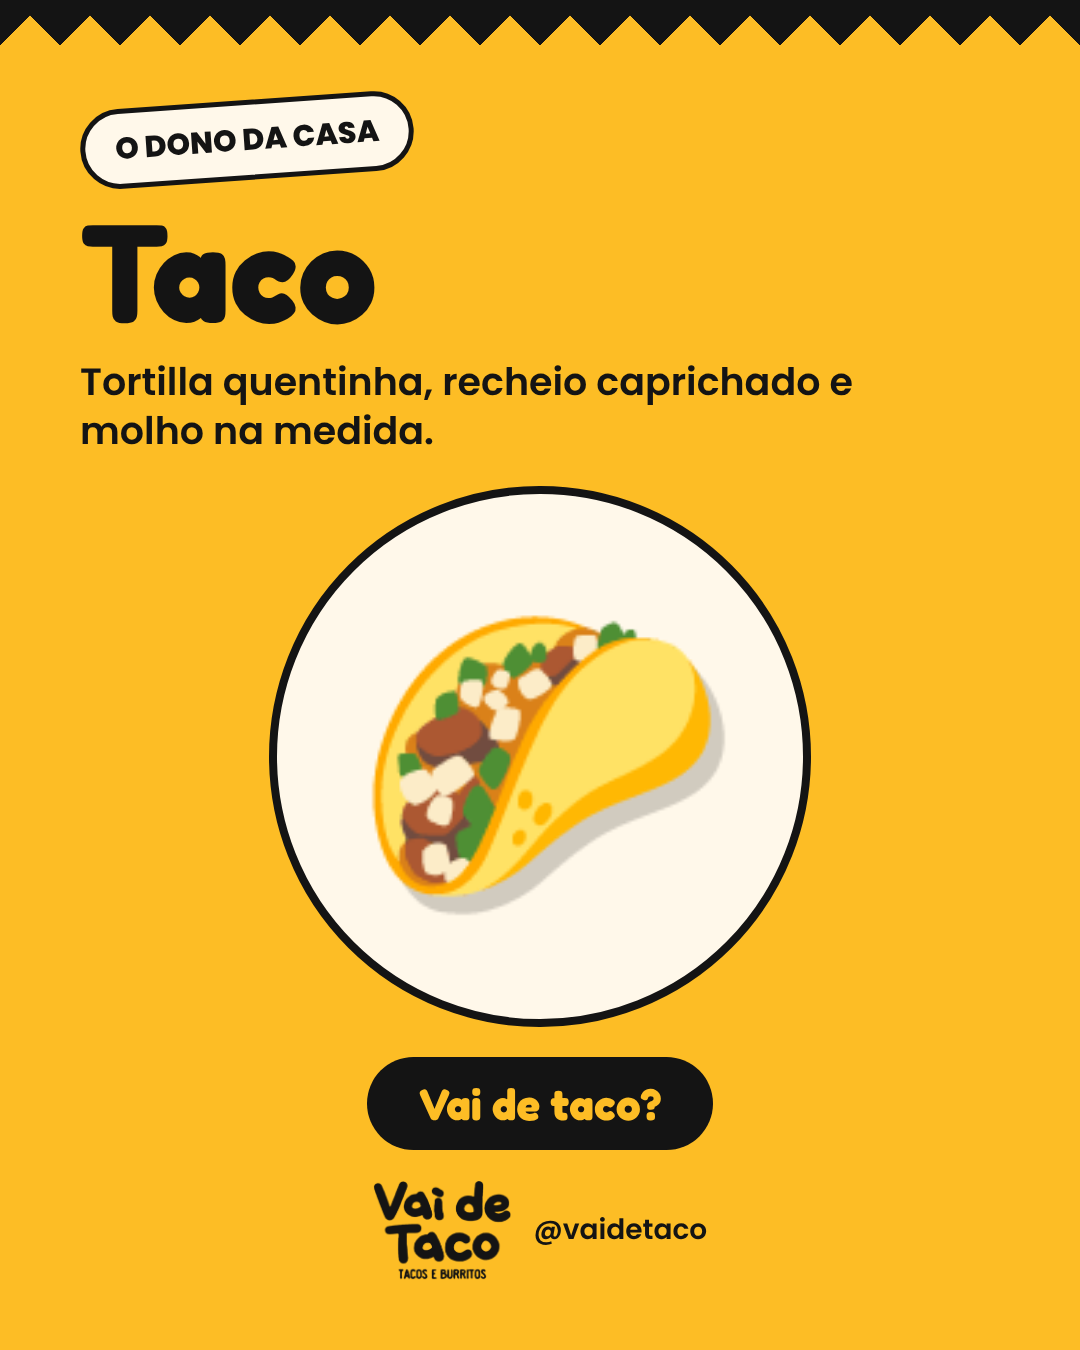 O DONO DA CASA
Taco
Tortilla quentinha, recheio caprichado e
molho na medida.
Vai de taco?
Vai de
Taco
TACOS E BURRITOS
@vaidetaco